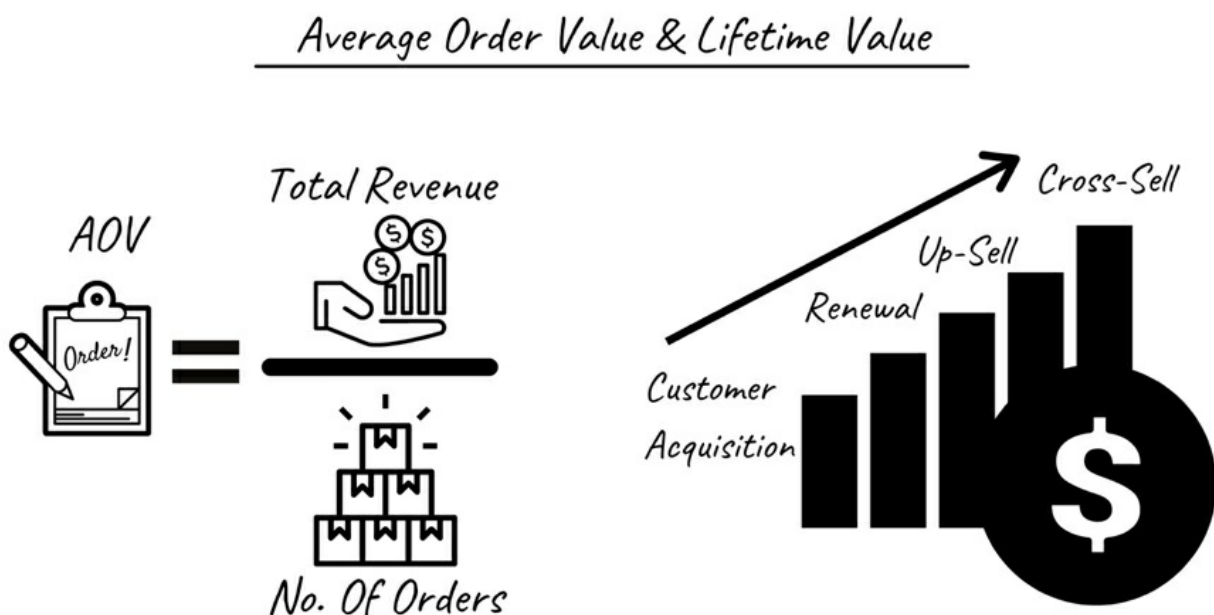 Average Order Value & Lifetime Value
AOV
Order!
Total Revenue
$
$
$
No. Of Orders
Customer
Acquisition
Renewal
Up-Sell
Cross-Sell
$